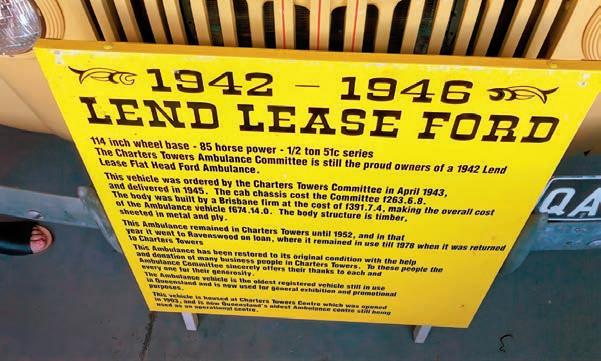 1942 - 1946
LEND LEASE FORD
114 inch wheel base - 85 horse power - 1/2 ton 51c series
The Charters Towers Ambulance Committee is still the proud owners of a 1942 Lend
Lease Flat Head Ford Ambulance.
This vehicle was ordered by the Charters Towers Committee in April 1943,
and delivered in 1945. The cab chassis cost the Committee f263.6.8.
The body was built by a Brisbane firm at the cost of f391.7.4, making the overall cost
of the Ambulance vehicle f674.14.0. The body structure is timber,
sheeted in metal and ply.
This Ambulance remained in Charters Towers until 1952, and in that
year it went to Ravenswood on loan, where it remained in use till 1978 when it was returned
to Charters Towers
This Ambulance has been restored to its original condition with the help
and donation of many business people in Charters Towers. To these people the
Ambulance Committee sincerely offers their thanks to each and
every one for their generosity.
The Ambulance vehicle is the oldest registered vehicle still in use
in Queensland and is now used for general exhibition and promotional
purposes.
This vehicle is housed at Charters Towers Centre which was opened
in 1903, and is now Queensland's oldest Ambulance centre still being
used as an operational centre.
QA